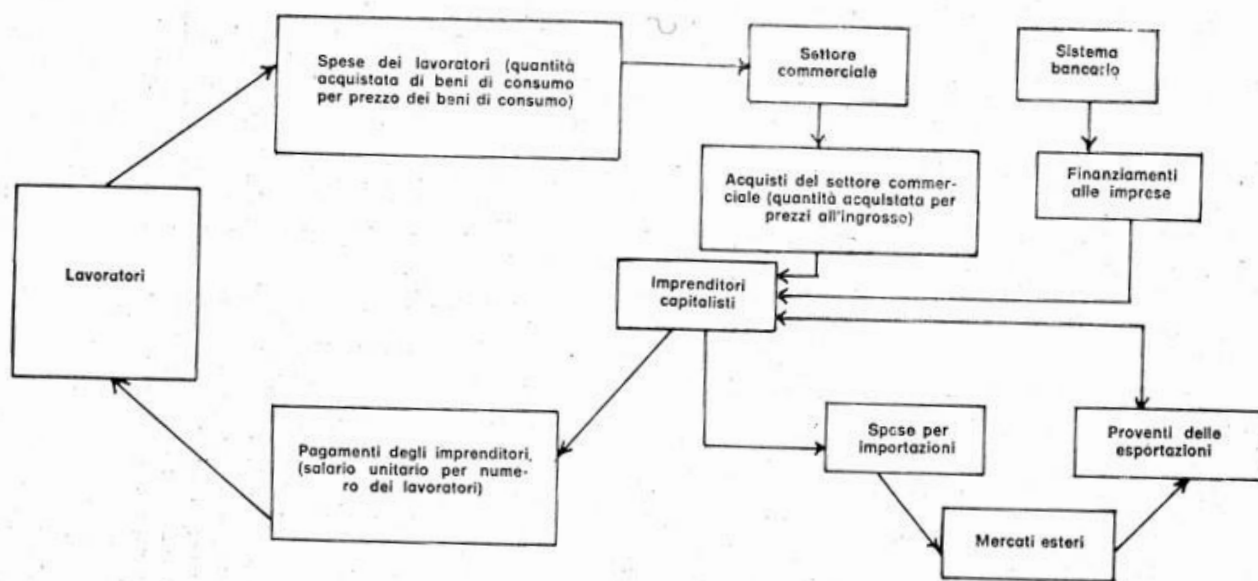 Spese dei lavoratori (quantità
acquistata di beni di consumo
per prezzo dei beni di consumo)
Settore
commerciale
Sistema
bancario
Acquisti del settore commer-
ciale (quantità acquistata per
prezzi all'ingrosso)
Finanziamenti
alle imprese
Lavoratori
Imprenditori
capitalisti
Pagamenti degli imprenditori,
(salario unitario per nume-
ro dei lavoratori)
Spese per
importazioni
Proventi delle
esportazioni
Mercati esteri